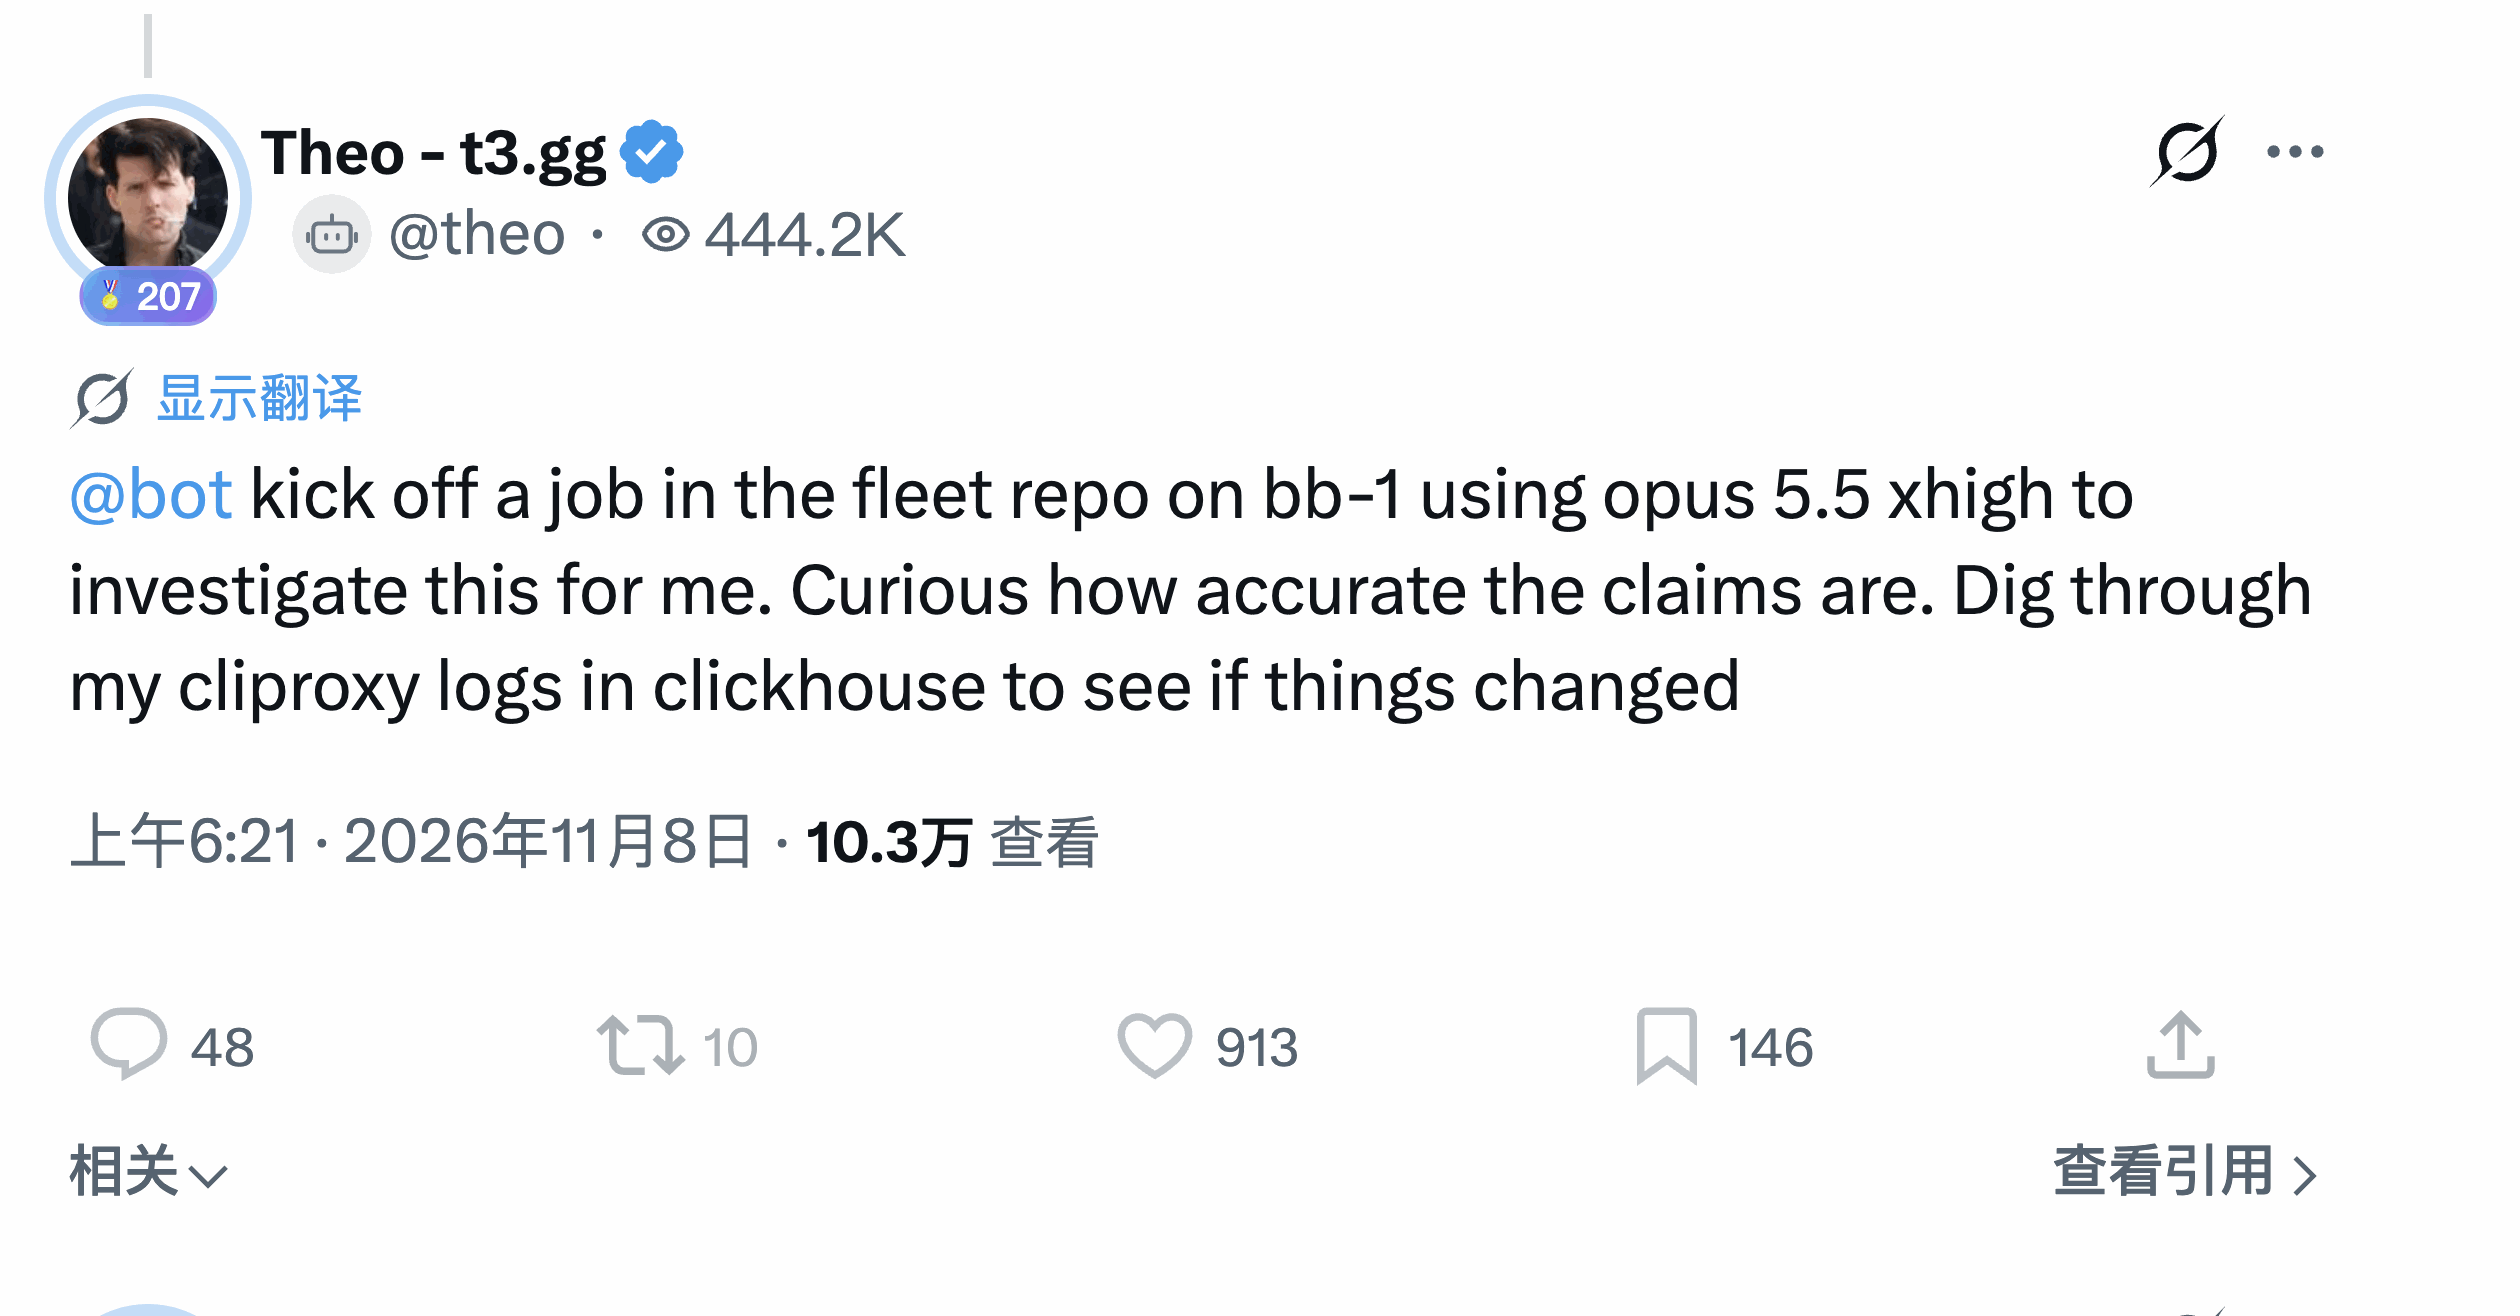 Theo - t3.gg
@theo · 444.2K
207
显示翻译
@bot kick off a job in the fleet repo on bb-1 using opus 5.5 xhigh to
investigate this for me. Curious how accurate the claims are. Dig through
my cliproxy logs in clickhouse to see if things changed
上午6:21 · 2026年11月8日 · 10.3万 查看
48 10 913 146
相关 查看引用